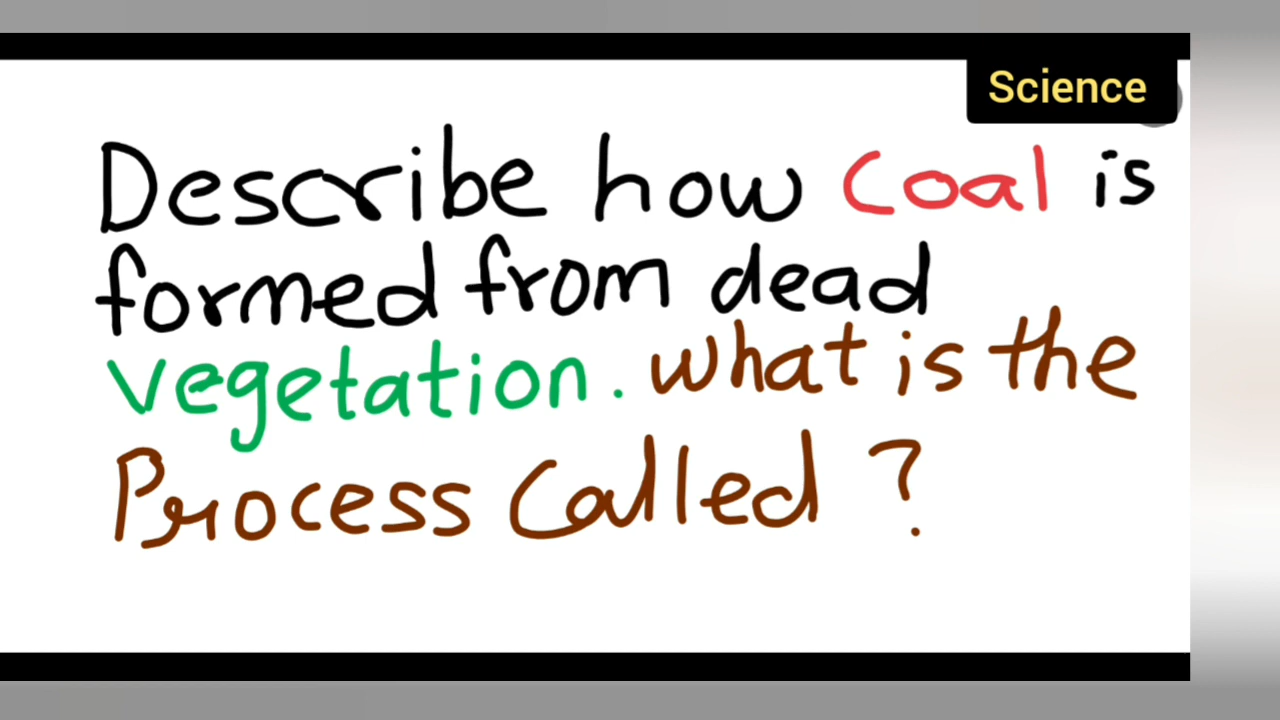 Science
Describe how Coal is
formed from dead
vegetation. what is the
Process Called ?